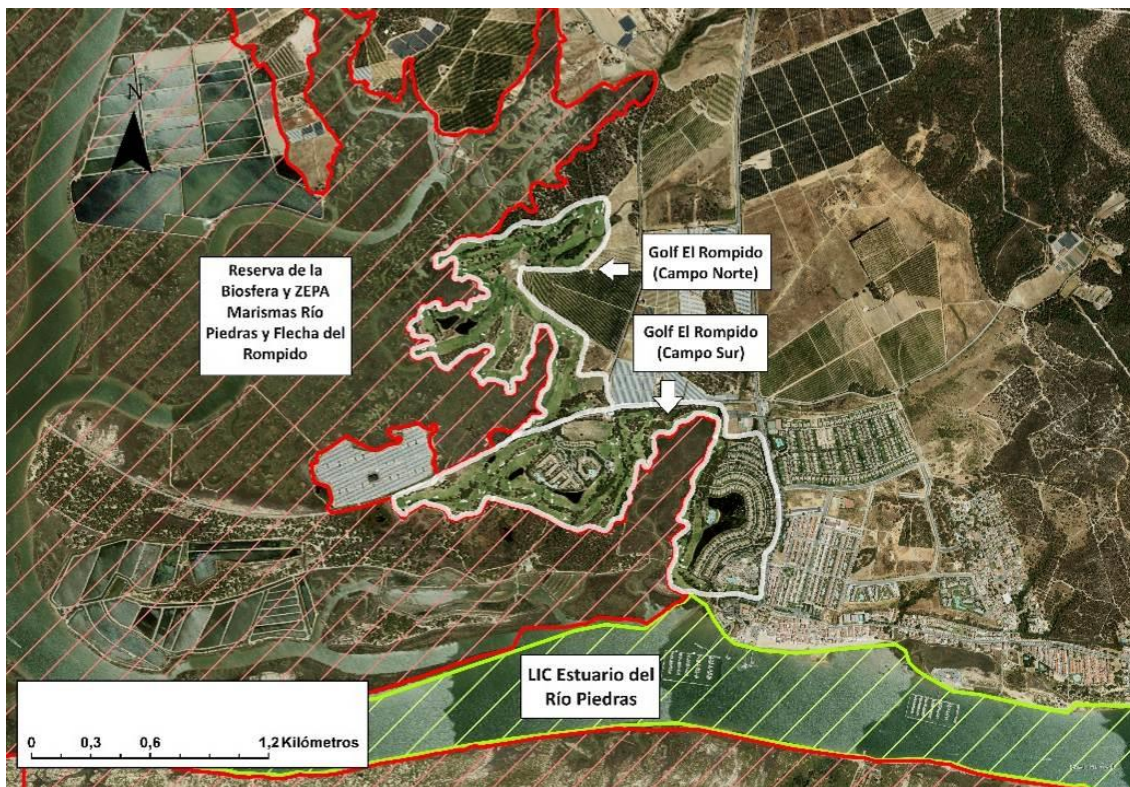 N
Golf El Rompido
(Campo Norte)
Reserva de la
Biosfera y ZEPA
Marismas Río
Piedras y Flecha del
Rompido
Golf El Rompido
(Campo Sur)
LIC Estuario del
Río Piedras
0 0,3 0,6 1,2 Kilómetros